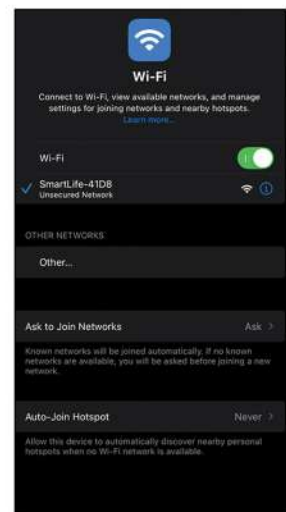 Wi-Fi
Connect to Wi-Fi, view available networks, and manage
settings for joining networks and nearby hotspots.
Learn more...
Wi-Fi
SmartLife-41D8
Unsecured Network
OTHER NETWORKS
Other...
Ask to Join Networks
Ask
Known networks will be joined automatically. If no known
networks are available, you will be asked before joining a new
network.
Auto-Join Hotspot
Never
Allow this device to automatically discover nearby personal
hotspots when no Wi-Fi network is available.